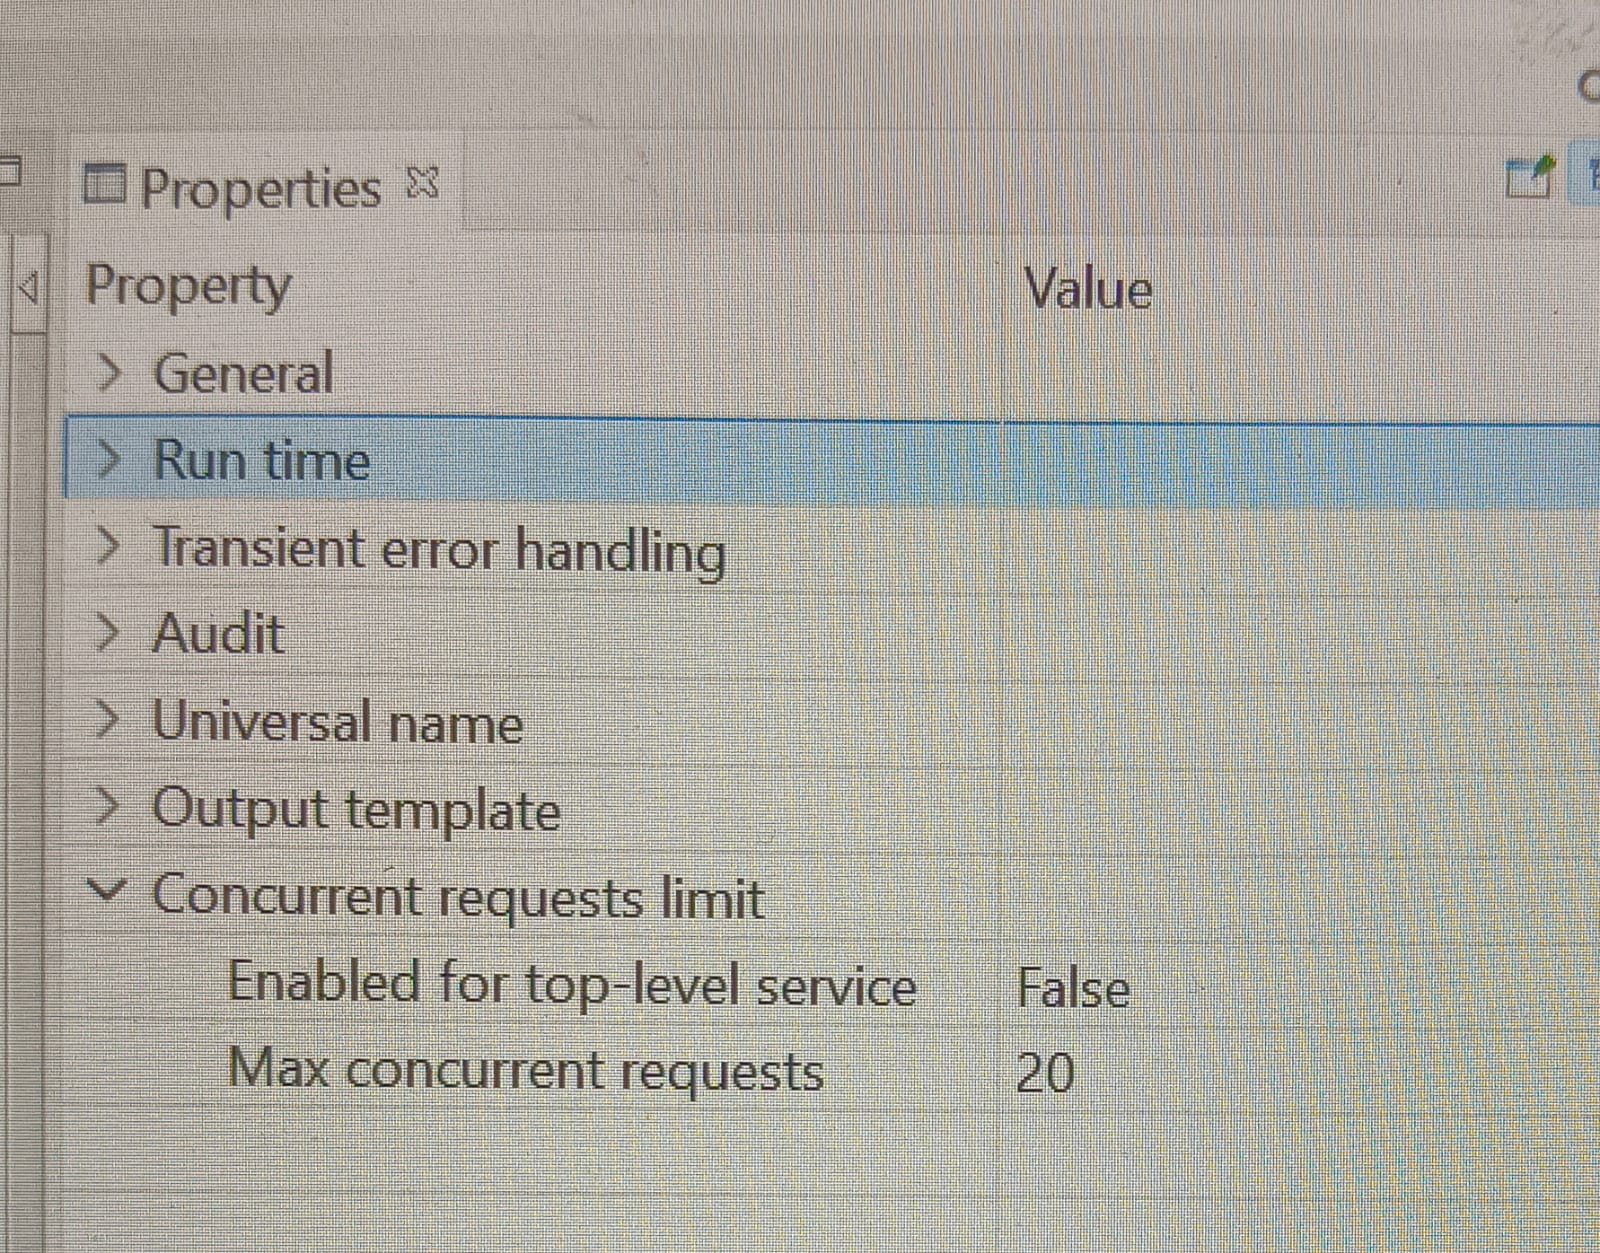 Properties
Property Value
General
Run time
Transient error handling
Audit
Universal name
Output template
Concurrent requests limit
Enabled for top-level service False
Max concurrent requests 20